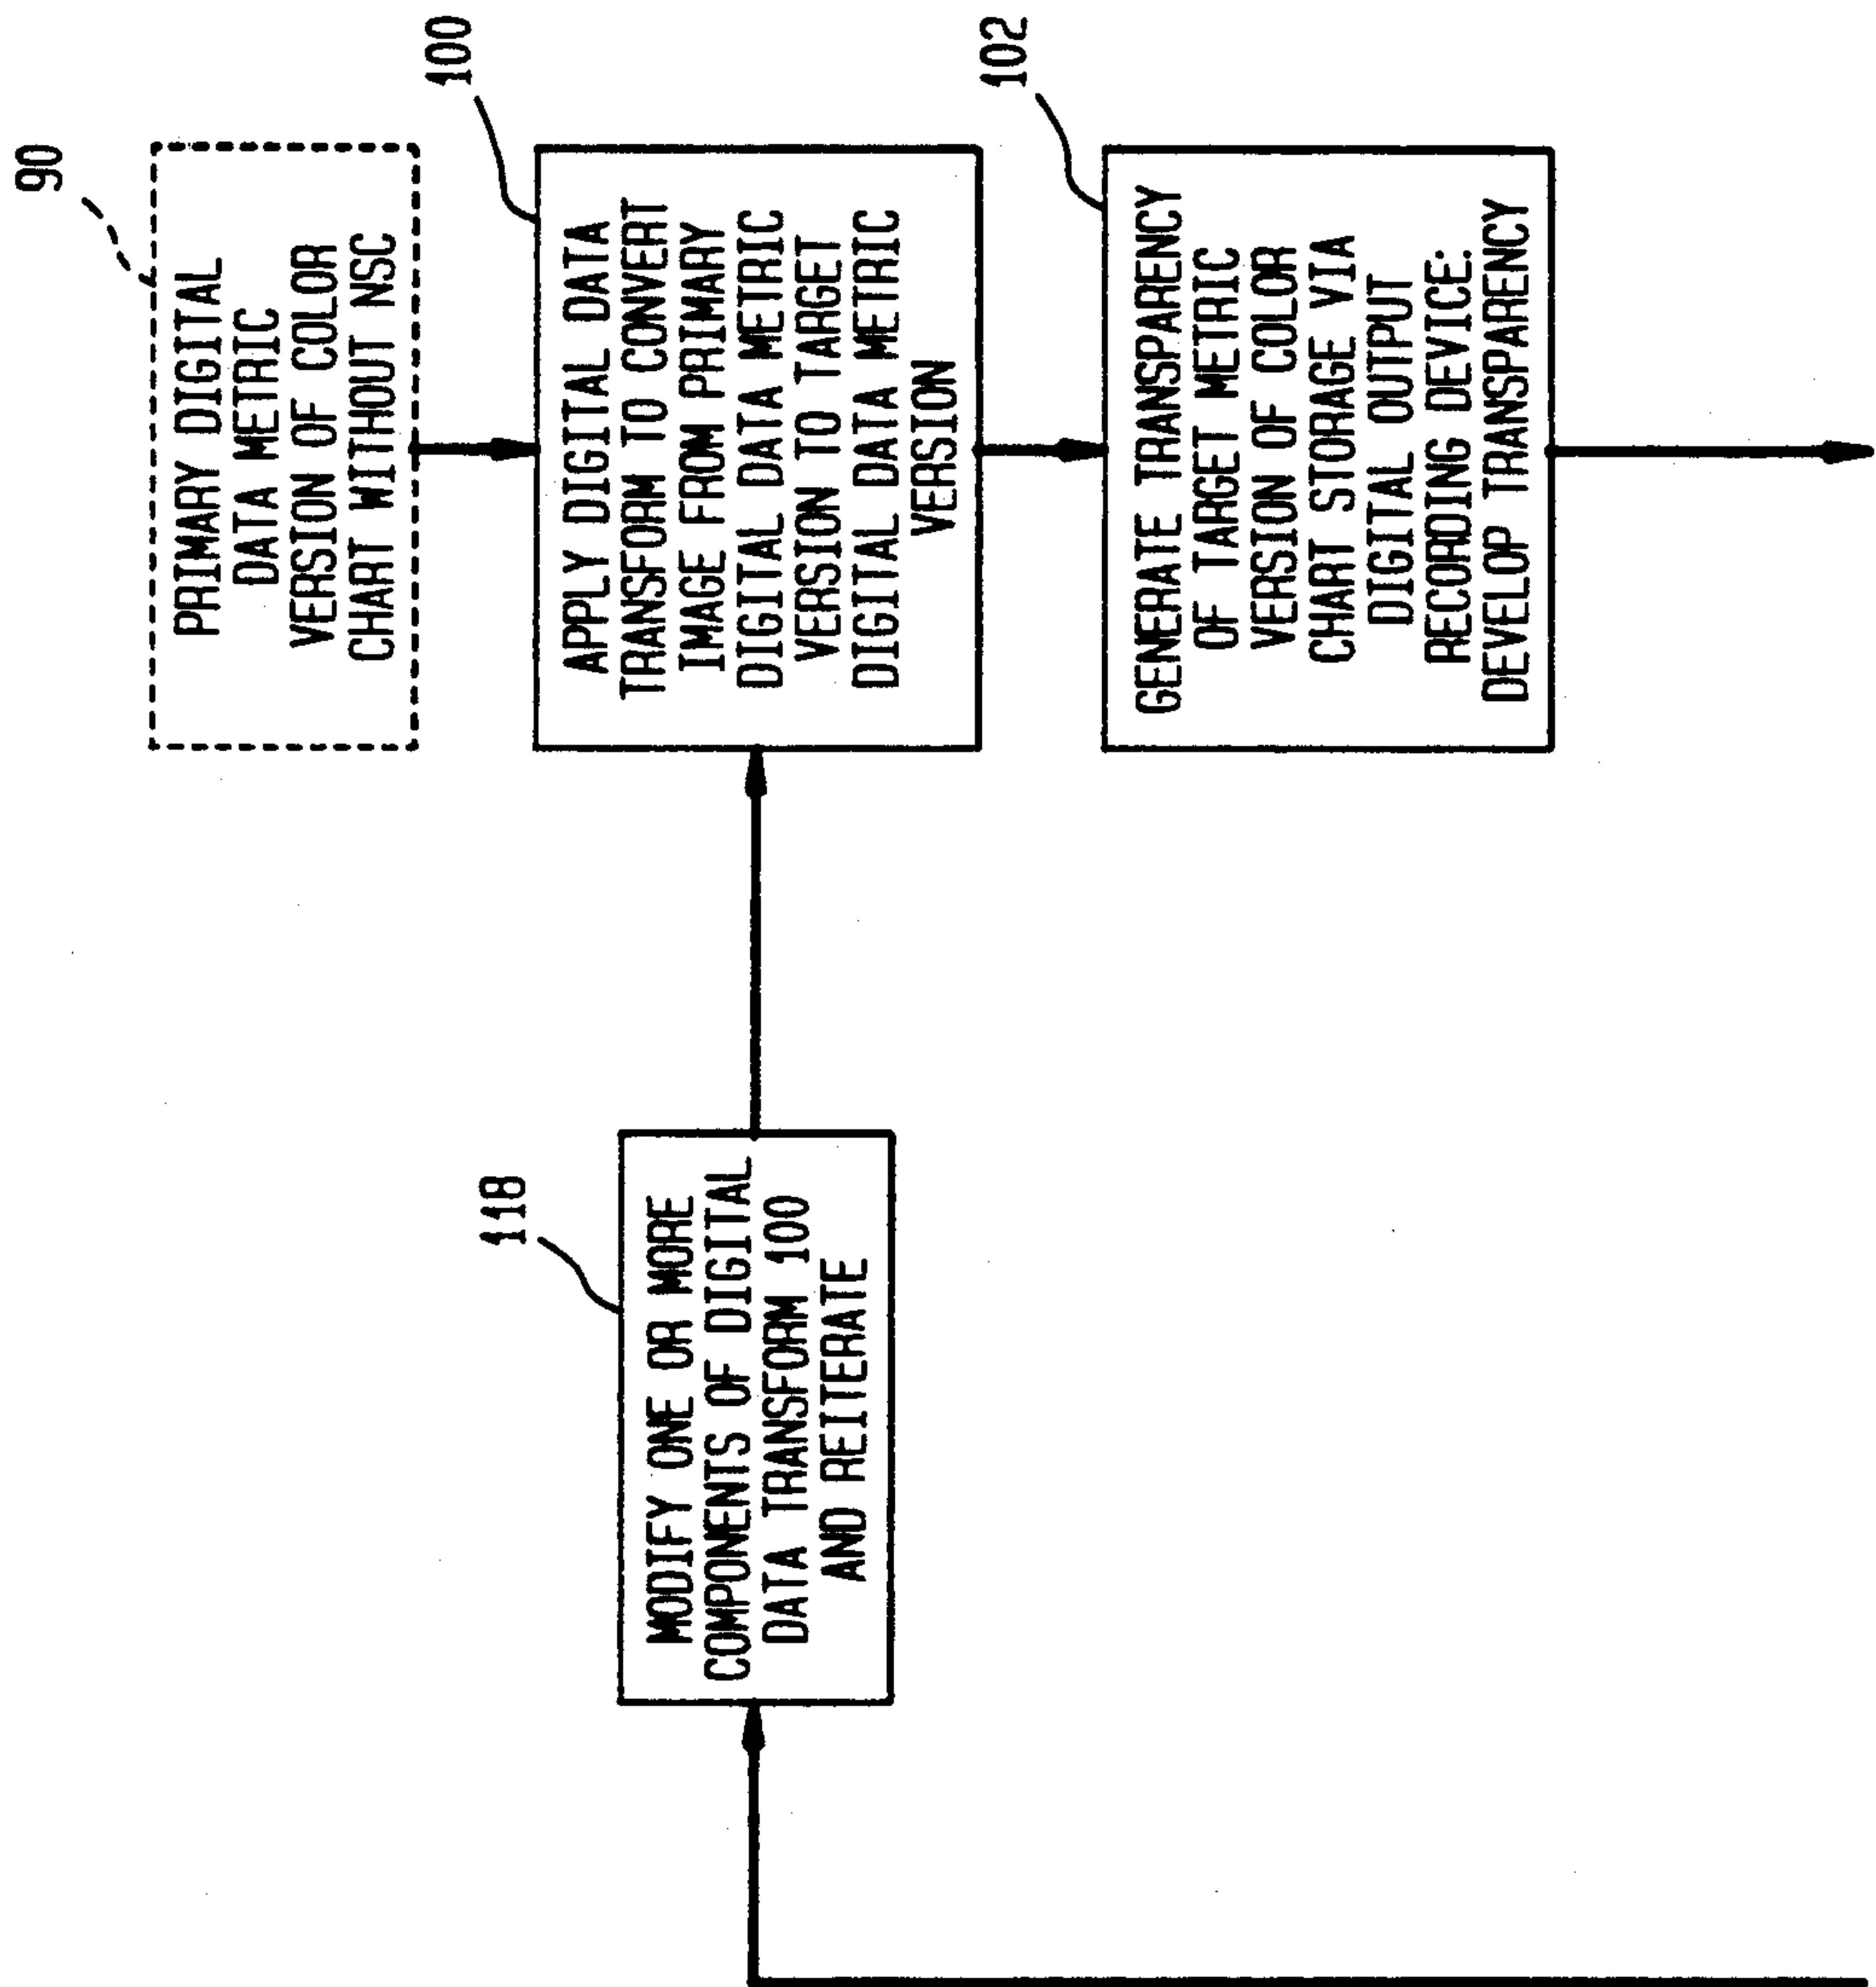 90
PRIMARY DIGITAL
DATA METRIC
VERSION OF COLOR
CHART WITHOUT NSC
100
APPLY DIGITAL DATA
TRANSFORM TO CONVERT
IMAGE FROM PRIMARY
DIGITAL DATA METRIC
VERSION TO TARGET
DIGITAL DATA METRIC
VERSION
118
MODIFY ONE OR MORE
COMPONENTS OF DIGITAL
DATA TRANSFORM 100
AND REITERATE
102
GENERATE TRANSPARENCY
OF TARGET METRIC
VERSION OF COLOR
CHART STORAGE VIA
DIGITAL OUTPUT
RECORDING DEVICE:
DEVELOP TRANSPARENCY